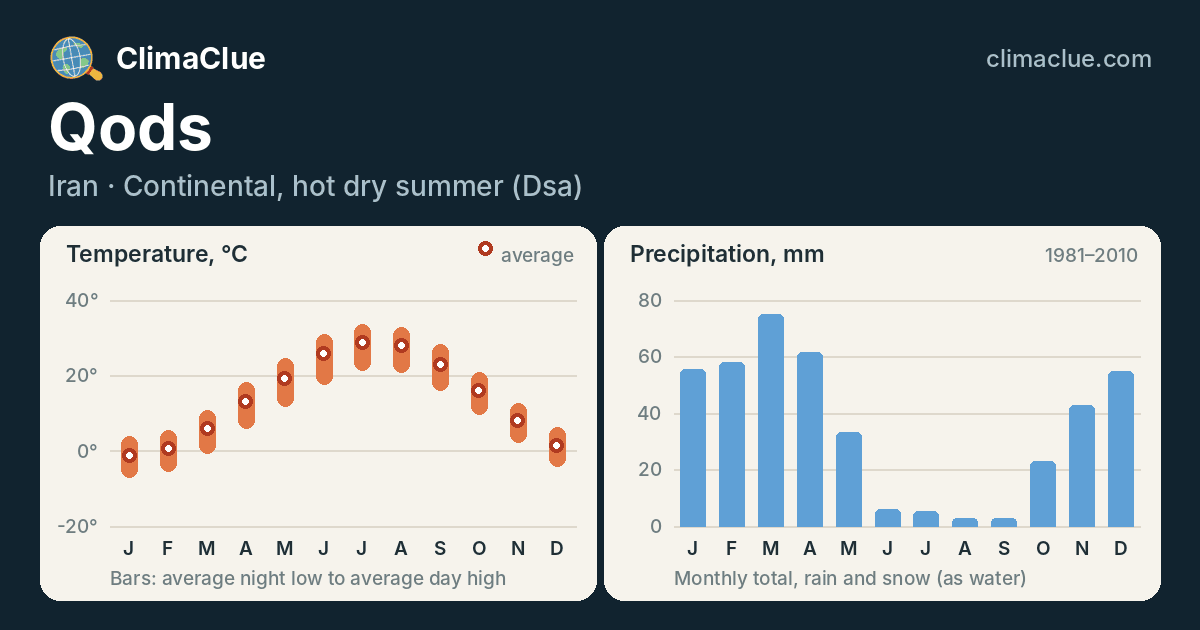 ClimaClue
climaclue.com
Qods
Iran · Continental, hot dry summer (Dsa)
Temperature, °C
average
40°
20°
0°
-20°
J F M A M J J A S O N D
Bars: average night low to average day high
Precipitation, mm
1981–2010
80
60
40
20
0
J F M A M J J A S O N D
Monthly total, rain and snow (as water)